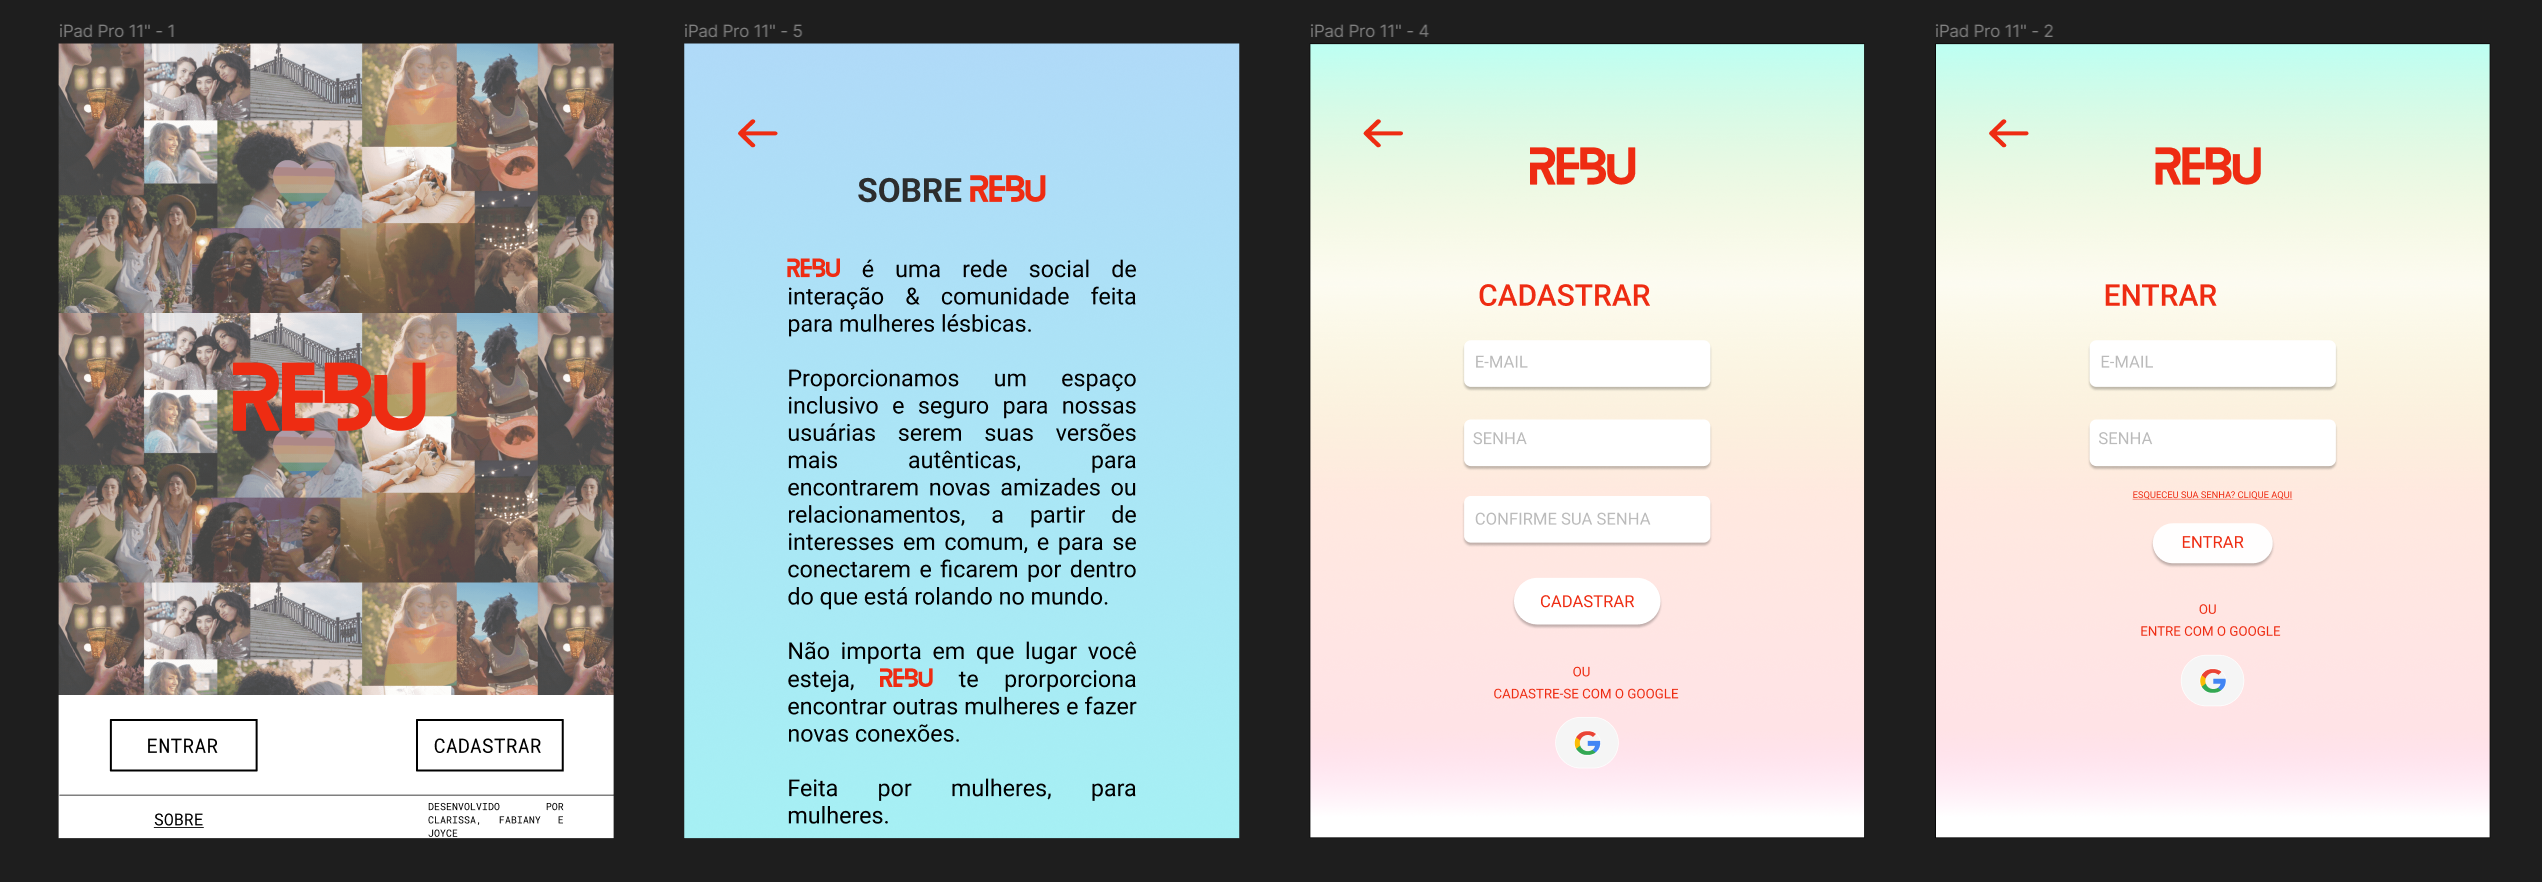 iPad Pro 11" - 1
REBU
ENTRAR
CADASTRAR
SOBRE
DESENVOLVIDO POR
CLARISSA, FABIANY E
JOYCE
iPad Pro 11" - 5
SOBRE REBU
REBU é uma rede social de
interação & comunidade feita
para mulheres lésbicas.
Proporcionamos um espaço
inclusivo e seguro para nossas
usuárias serem suas versões
mais autênticas, para
encontrarem novas amizades ou
relacionamentos, a partir de
interesses em comum, e para se
conectarem e ficarem por dentro
do que está rolando no mundo.
Não importa em que lugar você
esteja, REBU te prorporciona
encontrar outras mulheres e fazer
novas conexões.
Feita por mulheres, para
mulheres.
iPad Pro 11" - 4
REBU
CADASTRAR
E-MAIL
SENHA
CONFIRME SUA SENHA
CADASTRAR
OU
CADASTRE-SE COM O GOOGLE
G
iPad Pro 11" - 2
REBU
ENTRAR
E-MAIL
SENHA
ESQUECEU SUA SENHA? CLIQUE AQUI
ENTRAR
OU
ENTRE COM O GOOGLE
G